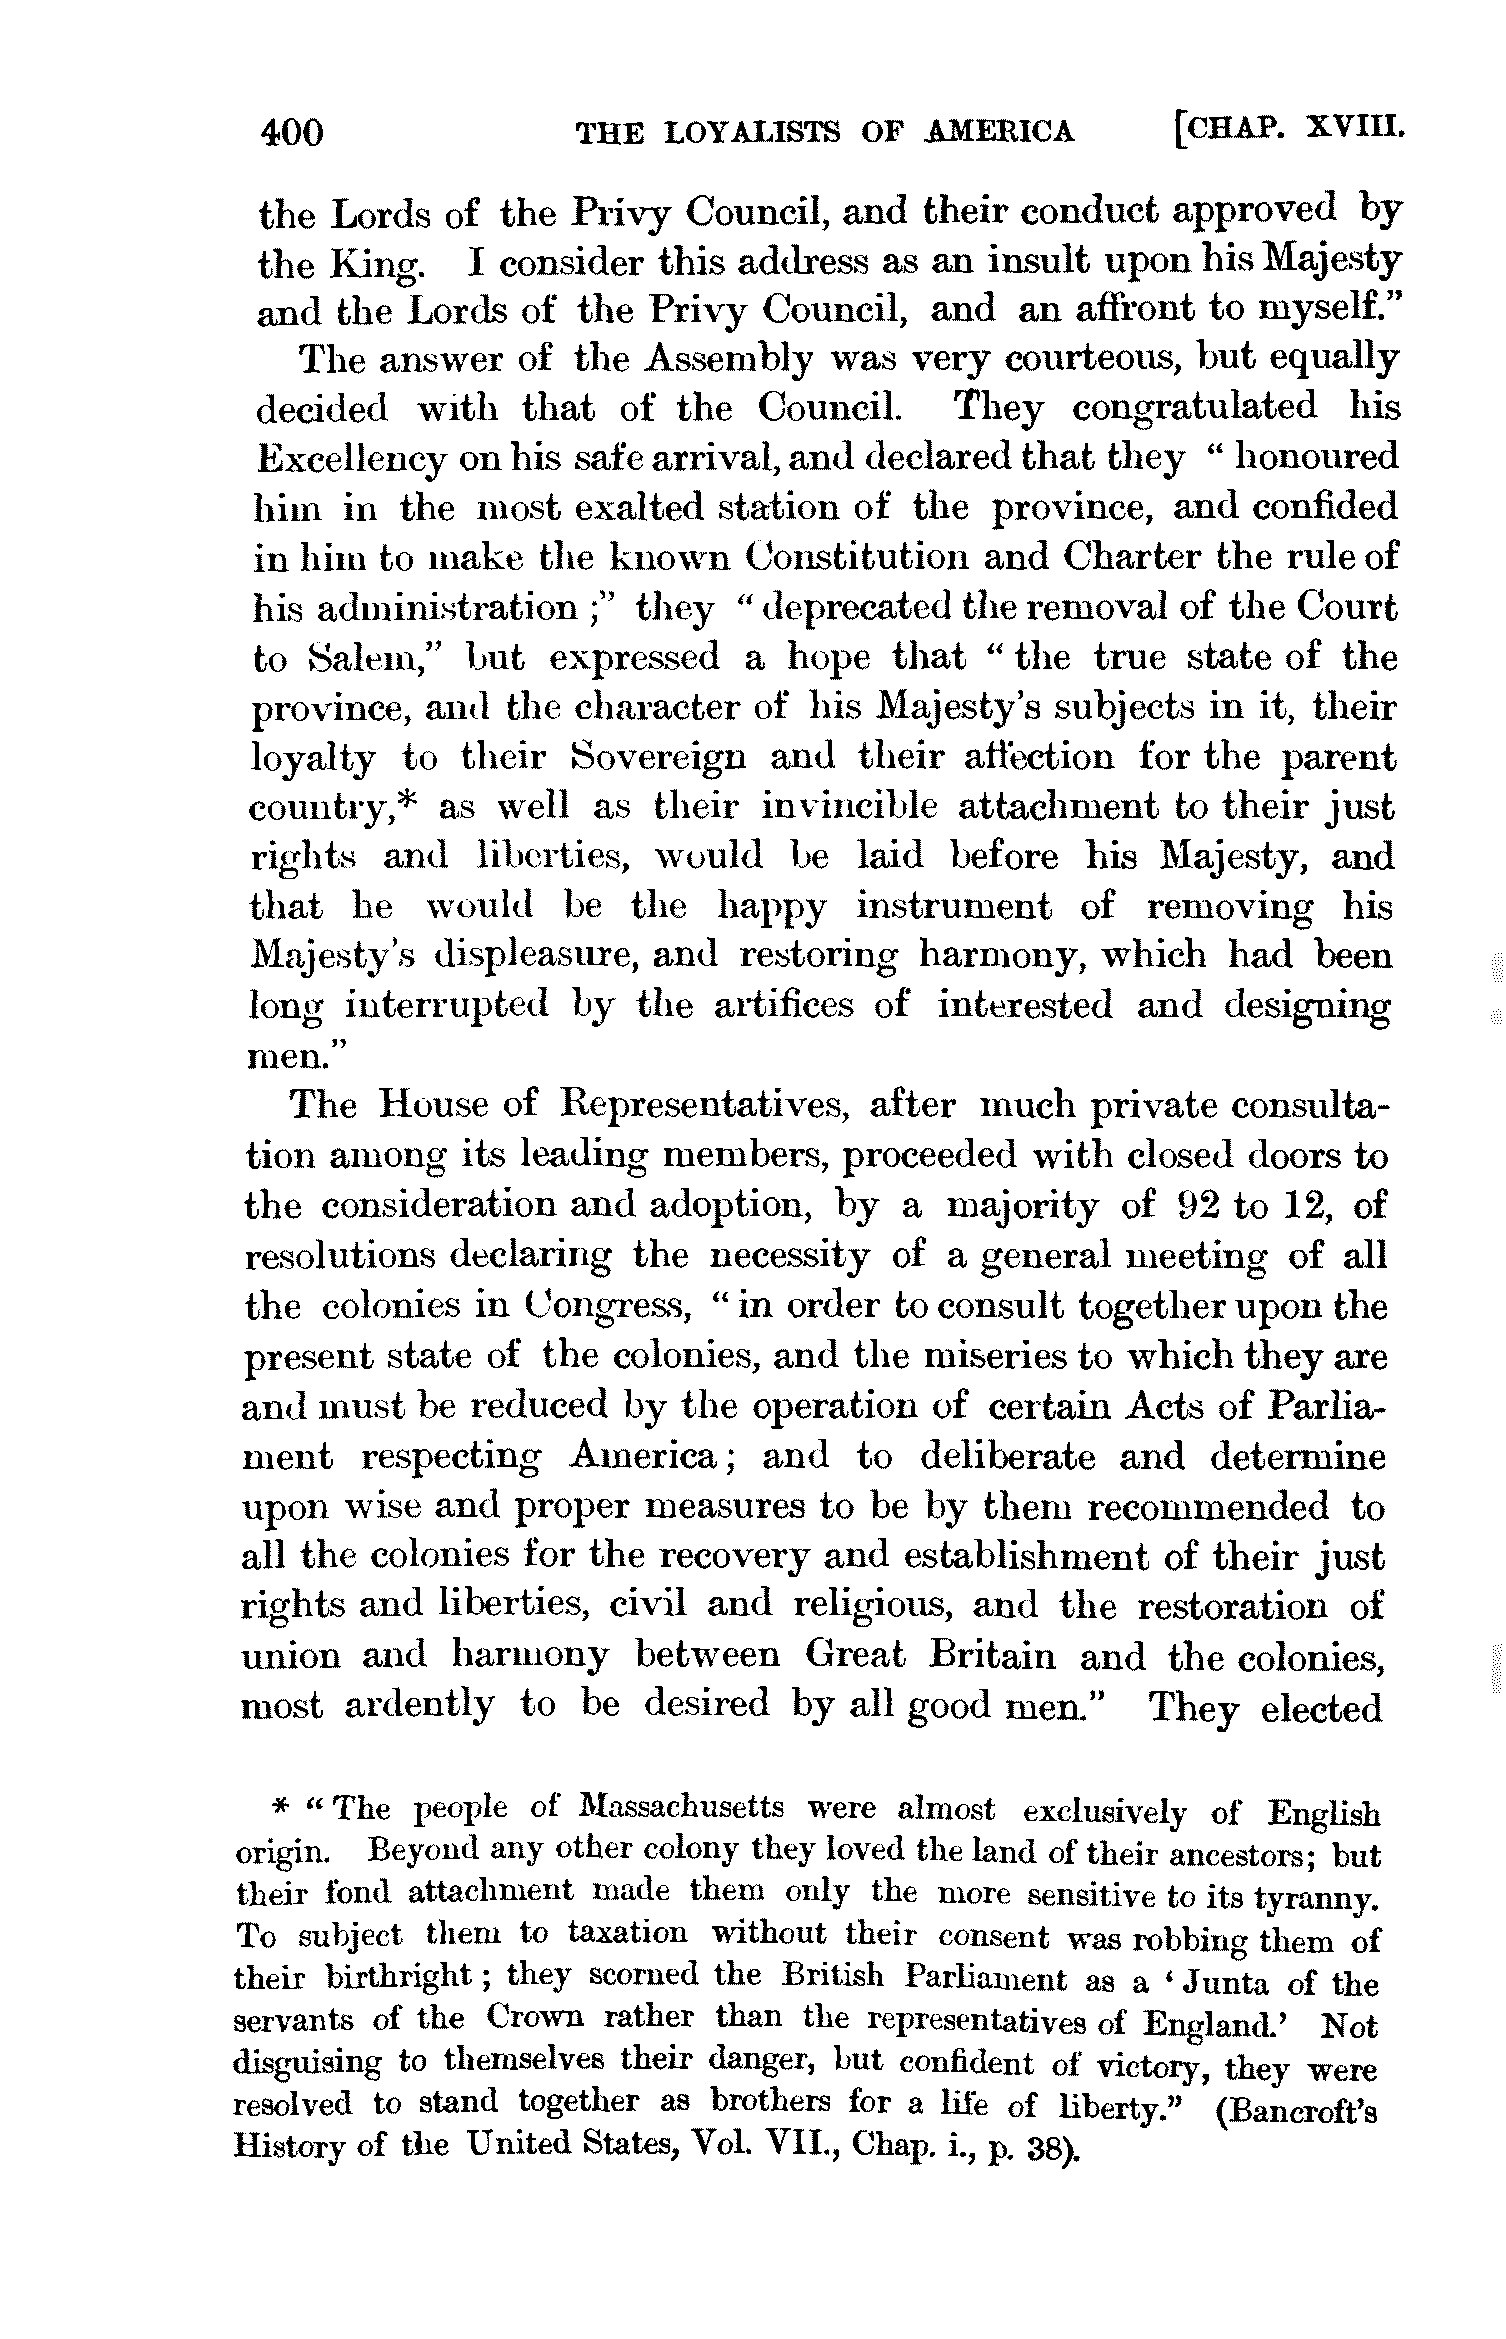 400 THE LOYALISTS OF AMERICA [CHAP. XVIII.
the Lords of the Privy Council, and their conduct approved by
the King. I consider this address as an insult upon his Majesty
and the Lords of the Privy Council, and an affront to myself.”
The answer of the Assembly was very courteous, but equally
decided with that of the Council. They congratulated his
Excellency on his safe arrival, and declared that they “ honoured
him in the most exalted station of the province, and confided
in him to make the known Constitution and Charter the rule of
his administration ;” they “ deprecated the removal of the Court
to Salem,” but expressed a hope that “ the true state of the
province, and the character of his Majesty’s subjects in it, their
loyalty to their Sovereign and their affection for the parent
country,* as well as their invincible attachment to their just
rights and liberties, would be laid before his Majesty, and
that he would be the happy instrument of removing his
Majesty’s displeasure, and restoring harmony, which had been
long interrupted by the artifices of interested and designing
men.”
The House of Representatives, after much private consulta-
tion among its leading members, proceeded with closed doors to
the consideration and adoption, by a majority of 92 to 12, of
resolutions declaring the necessity of a general meeting of all
the colonies in Congress, “ in order to consult together upon the
present state of the colonies, and the miseries to which they are
and must be reduced by the operation of certain Acts of Parlia-
ment respecting America ; and to deliberate and determine
upon wise and proper measures to be by them recommended to
all the colonies for the recovery and establishment of their just
rights and liberties, civil and religious, and the restoration of
union and harmony between Great Britain and the colonies,
most ardently to be desired by all good men.” They elected
* “ The people of Massachusetts were almost exclusively of English
origin. Beyond any other colony they loved the land of their ancestors; but
their fond attachment made them only the more sensitive to its tyranny.
To subject them to taxation without their consent was robbing them of
their birthright ; they scorned the British Parliament as a ‘ Junta of the
servants of the Crown rather than the representatives of England.’ Not
disguising to themselves their danger, but confident of victory, they were
resolved to stand together as brothers for a life of liberty.” (Bancroft’s
History of the United States, Vol. VII., Chap. i., p. 38).